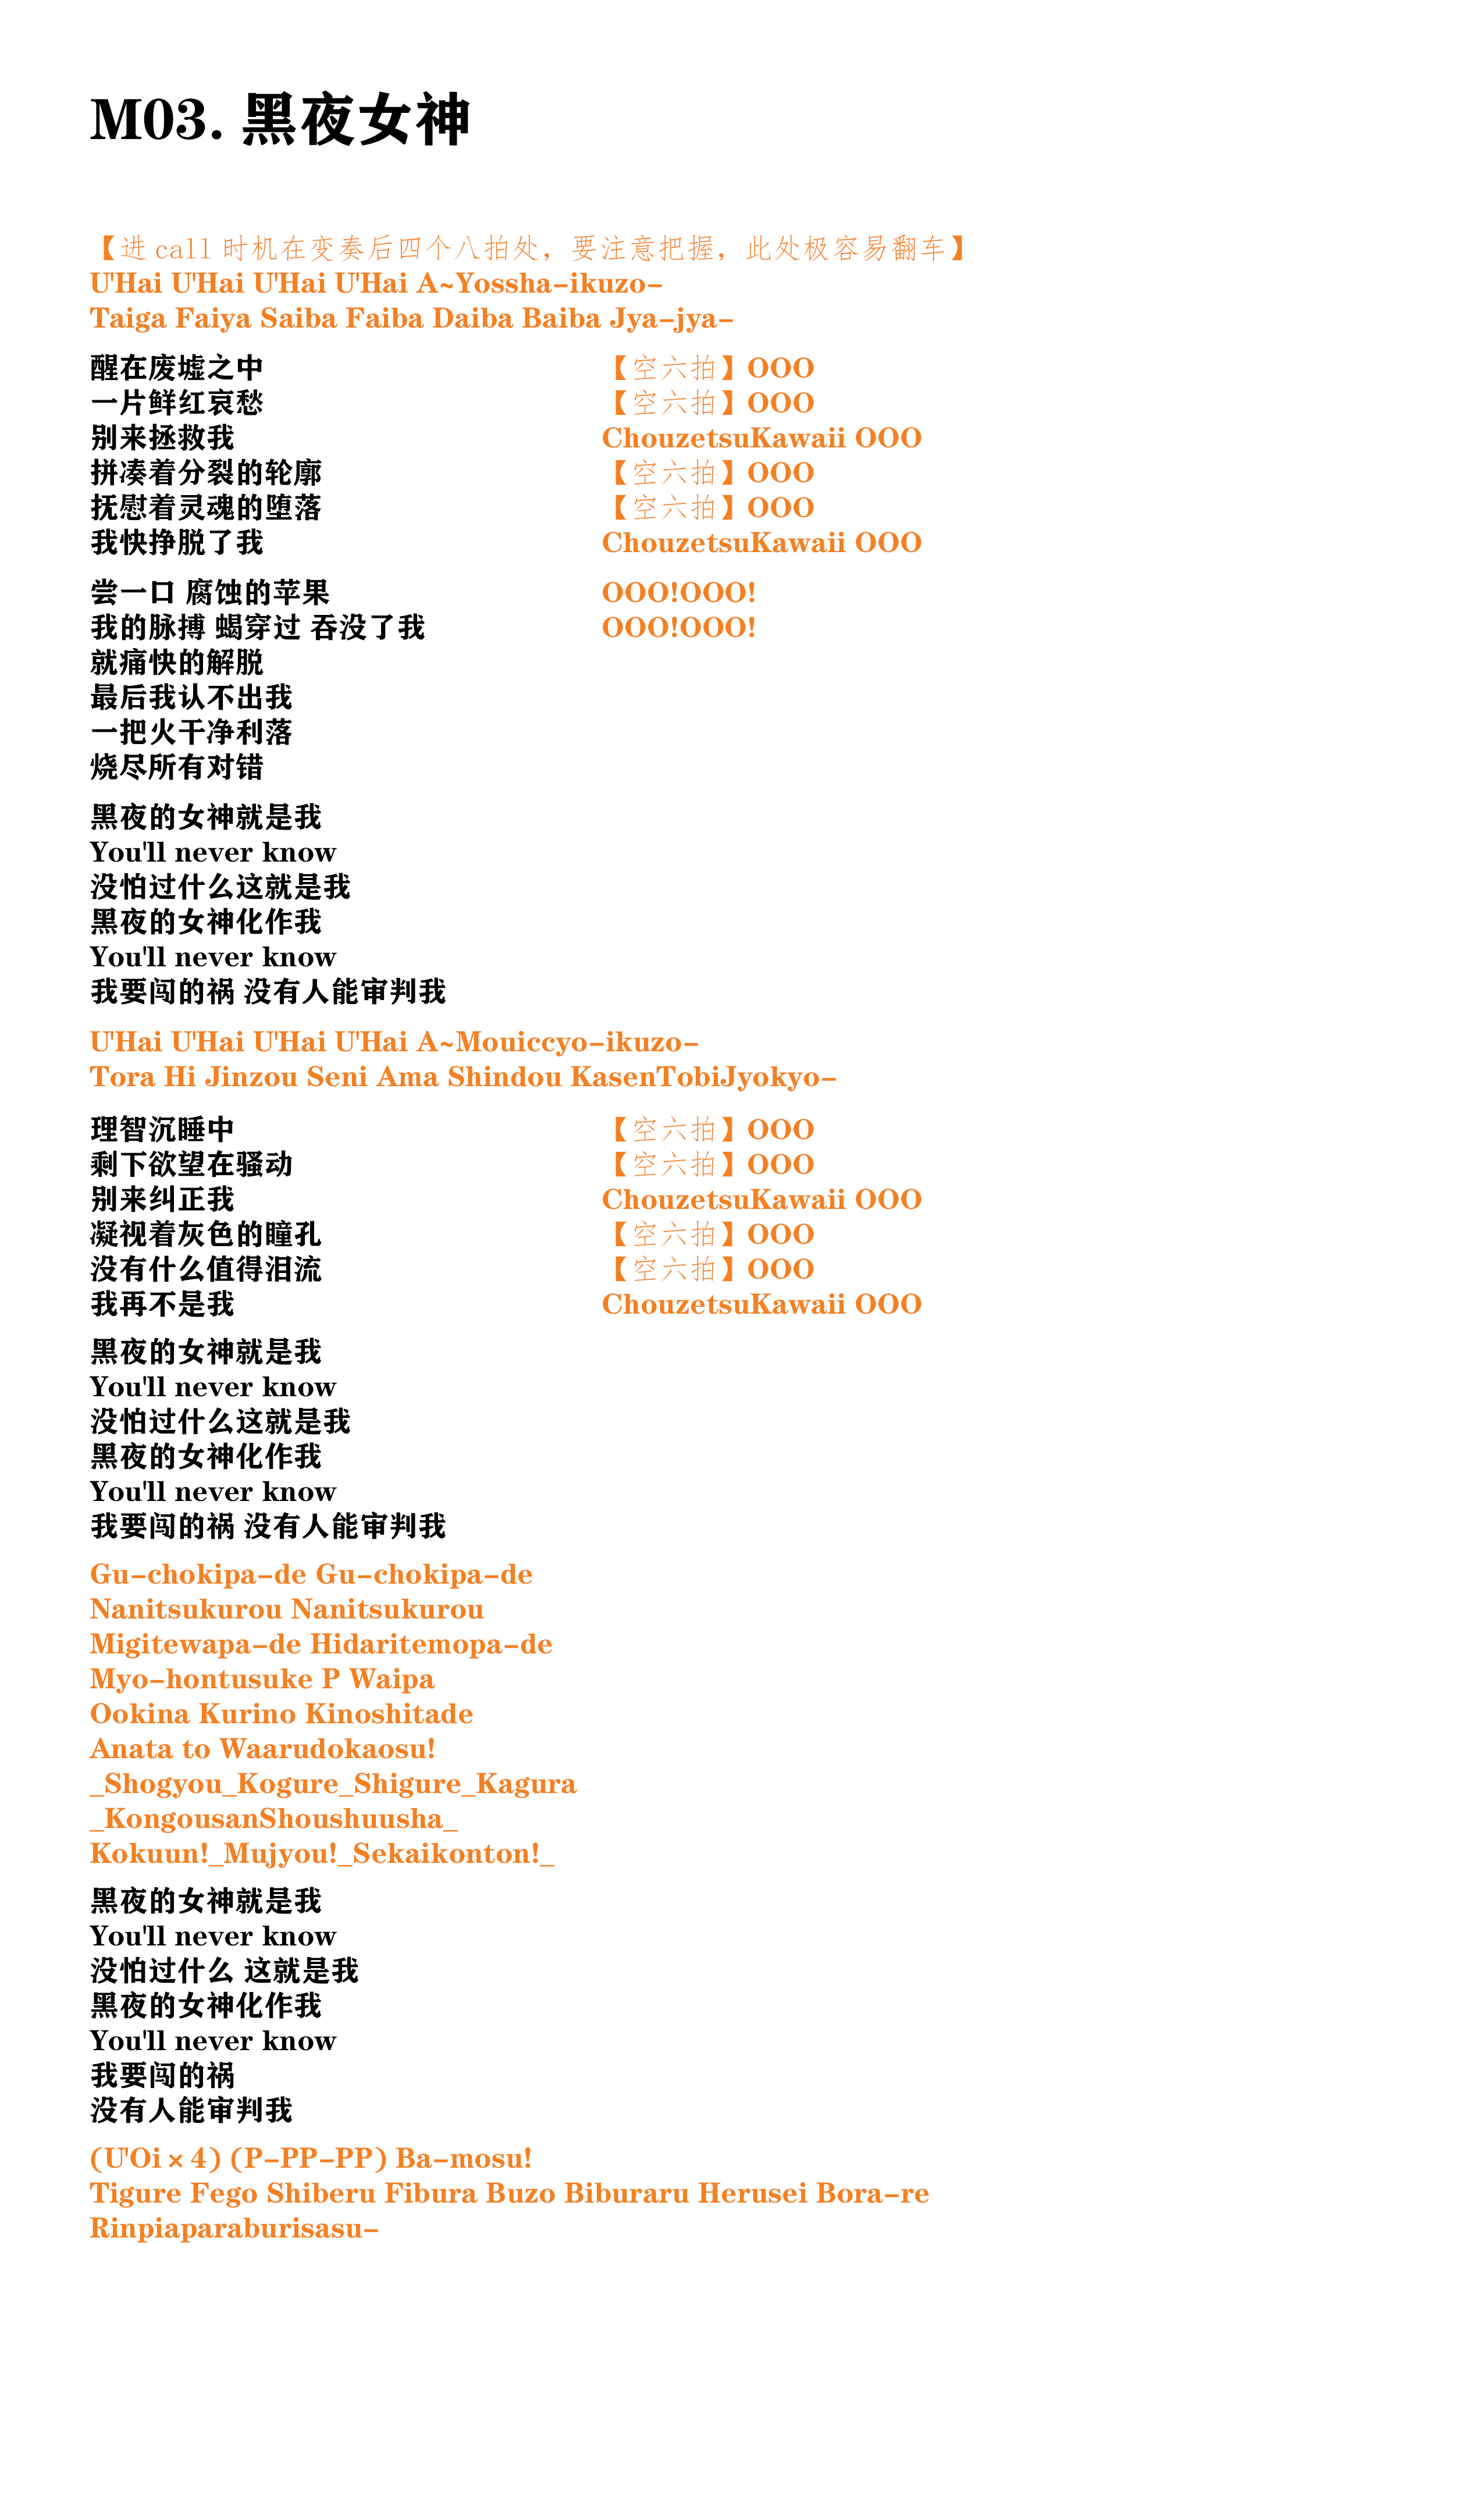 M03. 黑夜女神
【进 call 时机在变奏后四个八拍处，要注意把握，此处极容易翻车】
U'Hai U'Hai U'Hai U'Hai A~Yossha-ikuzo-
Taiga Faiya Saiba Faiba Daiba Baiba Jya-jya-
醒在废墟之中 【空六拍】OOO
一片鲜红哀愁 【空六拍】OOO
别来拯救我 ChouzetsuKawaii OOO
拼凑着分裂的轮廓 【空六拍】OOO
抚慰着灵魂的堕落 【空六拍】OOO
我快挣脱了我 ChouzetsuKawaii OOO
尝一口 腐蚀的苹果 OOO!OOO!
我的脉搏 蝎穿过 吞没了我 OOO!OOO!
就痛快的解脱
最后我认不出我
一把火干净利落
烧尽所有对错
黑夜的女神就是我
You'll never know
没怕过什么这就是我
黑夜的女神化作我
You'll never know
我要闯的祸 没有人能审判我
U'Hai U'Hai U'Hai U'Hai A~Mouiccyo-ikuzo-
Tora Hi Jinzou Seni Ama Shindou KasenTobiJyokyo-
理智沉睡中 【空六拍】OOO
剩下欲望在骚动 【空六拍】OOO
别来纠正我 ChouzetsuKawaii OOO
凝视着灰色的瞳孔 【空六拍】OOO
没有什么值得泪流 【空六拍】OOO
我再不是我 ChouzetsuKawaii OOO
黑夜的女神就是我
You'll never know
没怕过什么这就是我
黑夜的女神化作我
You'll never know
我要闯的祸 没有人能审判我
Gu-chokipa-de Gu-chokipa-de
Nanitsukurou Nanitsukurou
Migitewapa-de Hidaritemopa-de
Myo-hontusuke P Waipa
Ookina Kurino Kinoshitade
Anata to Waarudokaosu!
_Shogyou_Kogure_Shigure_Kagura
_KongousanShoushuusha_
Kokuun!_Mujyou!_Sekaikonton!_
黑夜的女神就是我
You'll never know
没怕过什么 这就是我
黑夜的女神化作我
You'll never know
我要闯的祸
没有人能审判我
(U'Oi × 4) (P-PP-PP) Ba-mosu!
Tigure Fego Shiberu Fibura Buzo Biburaru Herusei Bora-re
Rinpiaparaburisasu-